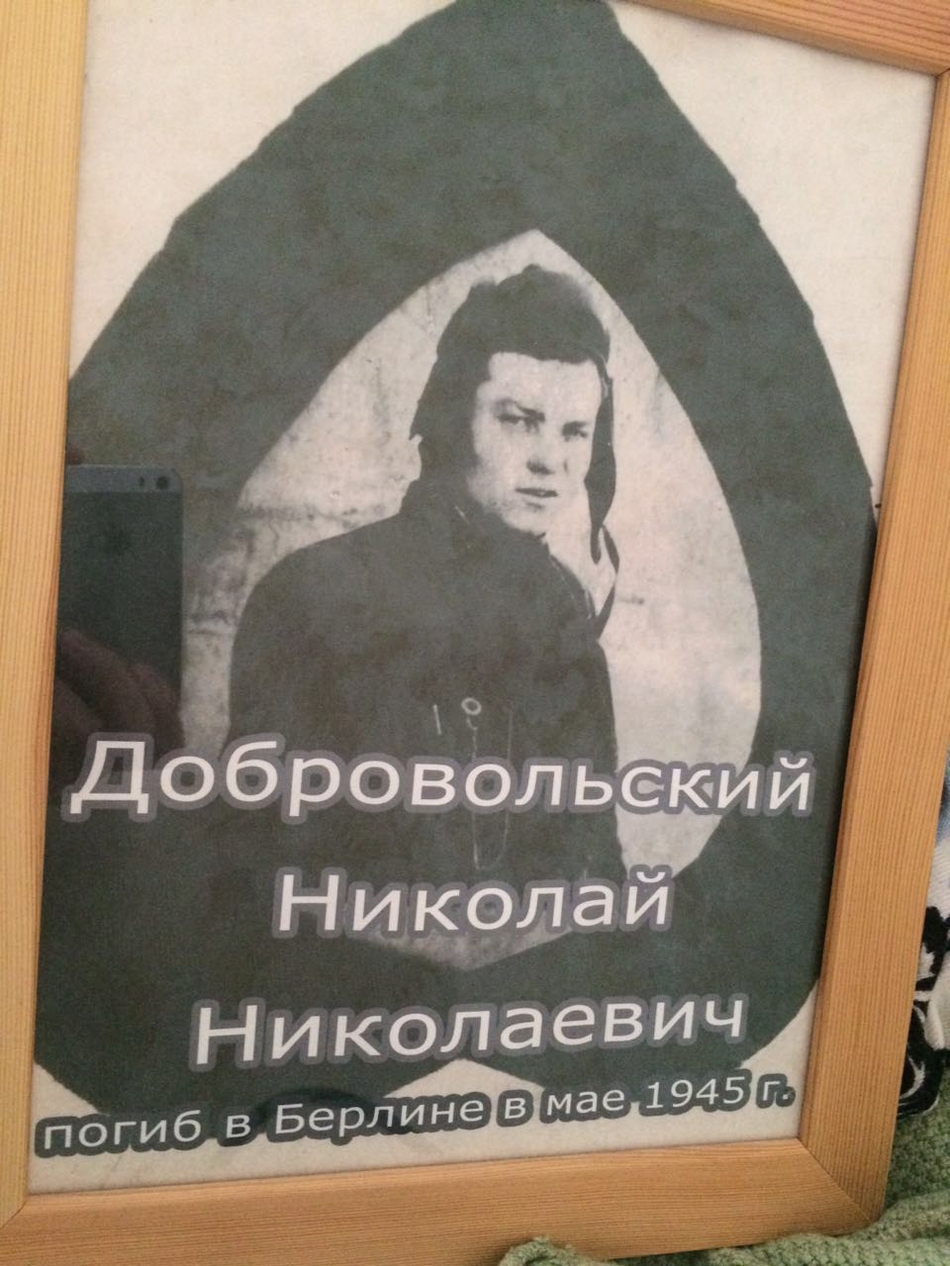 Добровольский
Николай
Николаевич
погиб в Берлине в мае 1945 г.